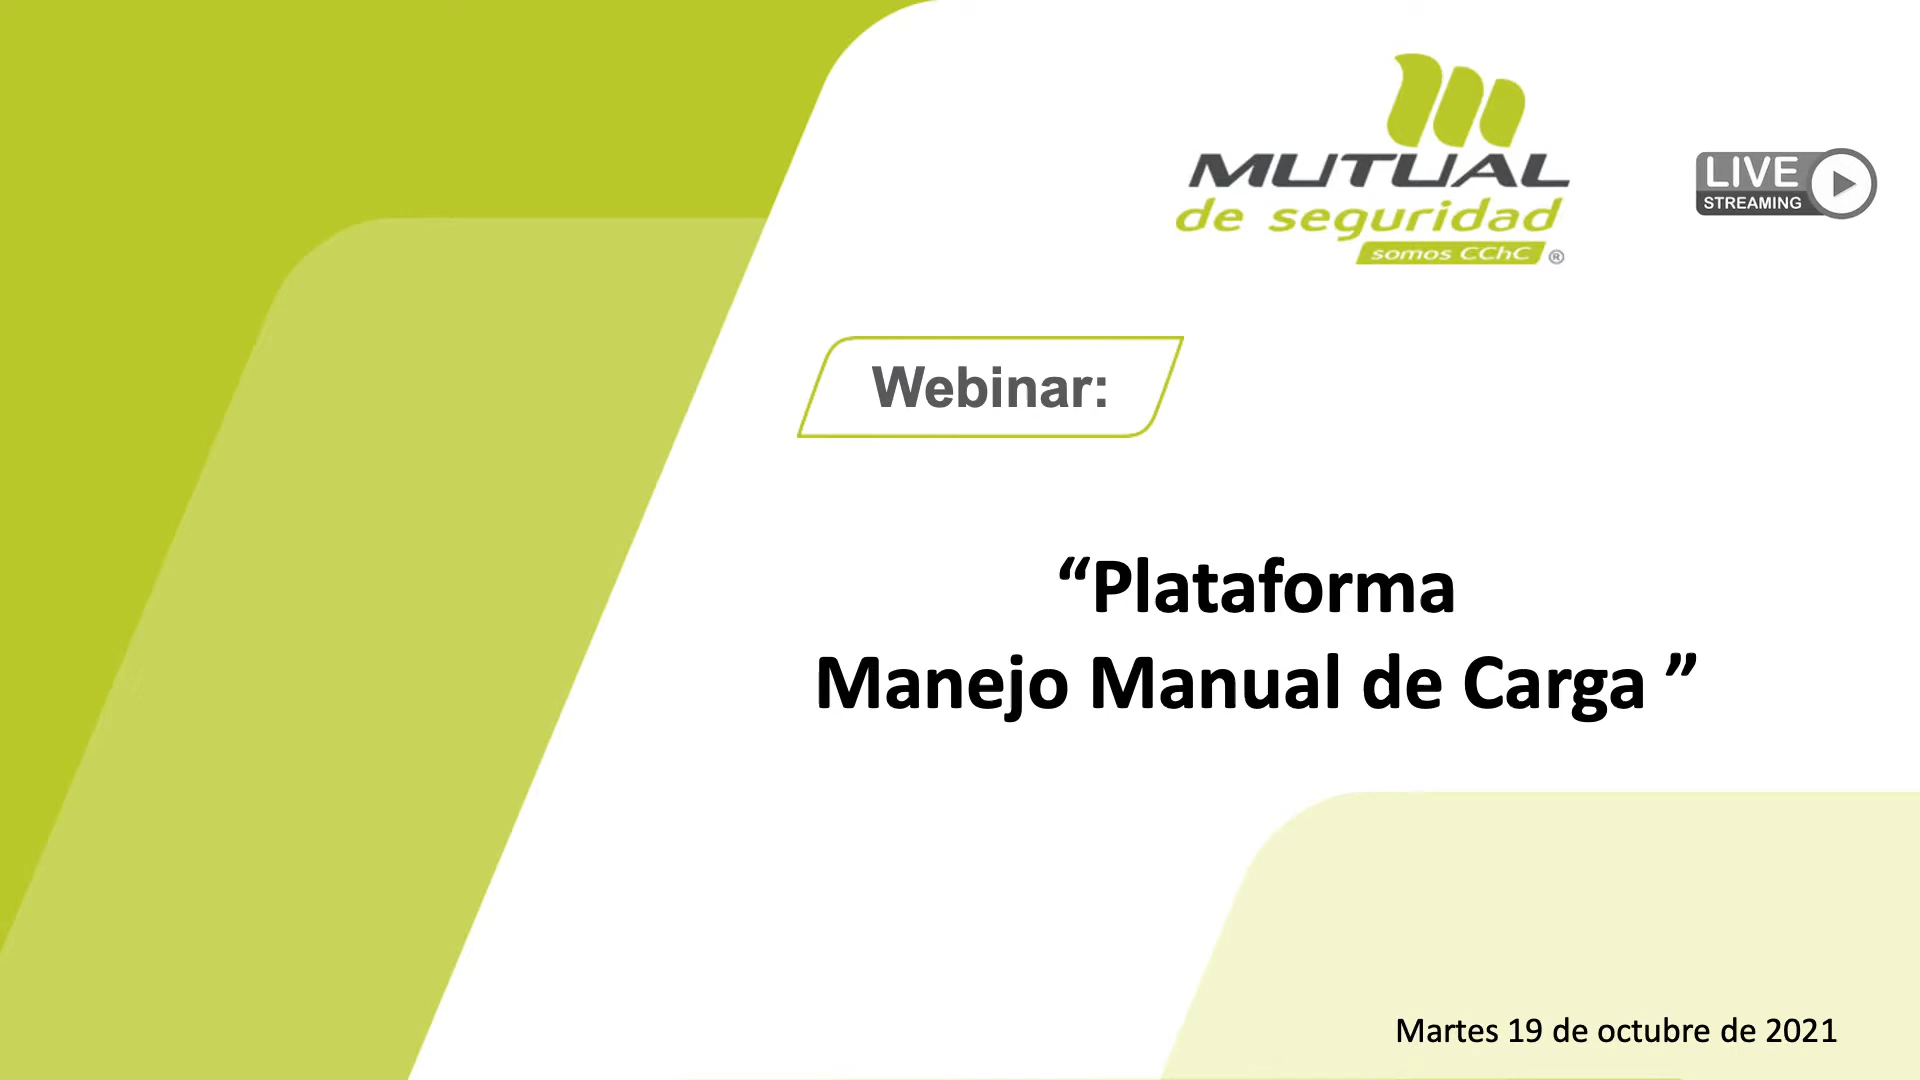 MUTUAL
de seguridad
somos CChC ®
LIVE
STREAMING
Webinar:
“Plataforma
Manejo Manual de Carga ”
Martes 19 de octubre de 2021